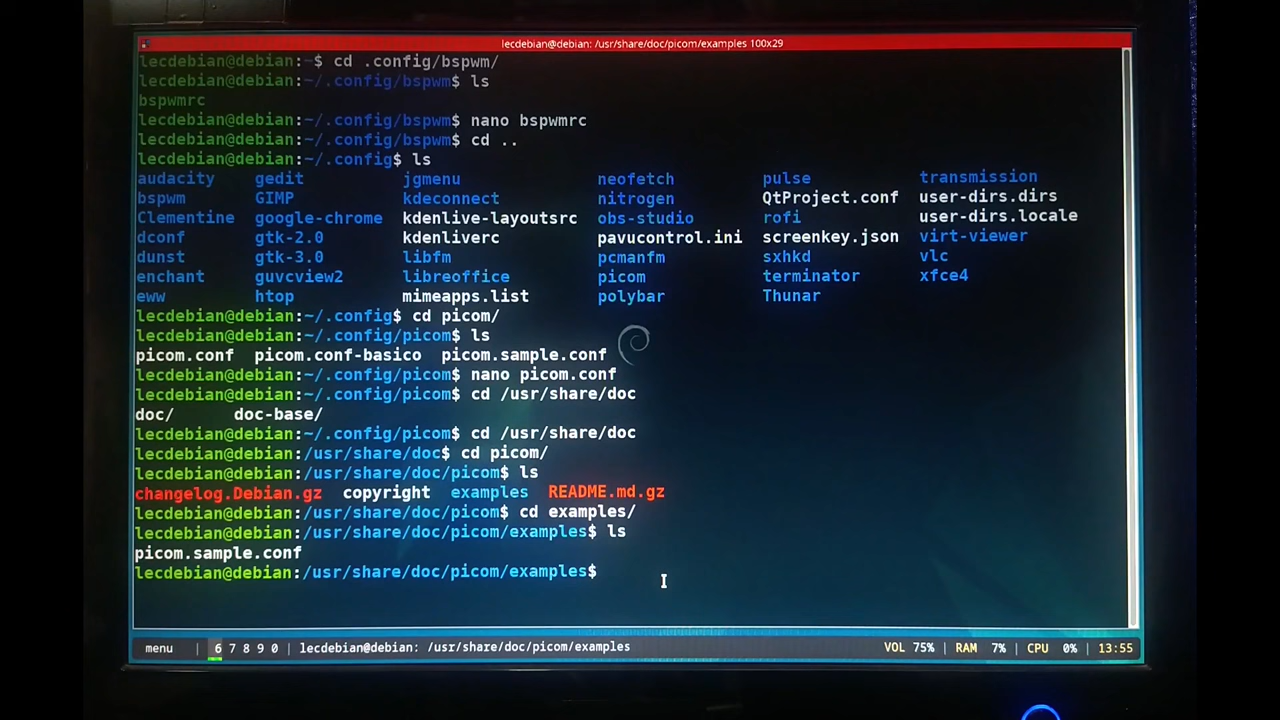 lecdebian@debian: /usr/share/doc/picom/examples 100x29
lecdebian@debian:~$ cd .config/bspwm/
lecdebian@debian:~/.config/bspwm$ ls
bspwmrc
lecdebian@debian:~/.config/bspwm$ nano bspwmrc
lecdebian@debian:~/.config/bspwm$ cd ..
lecdebian@debian:~/.config$ ls
audacity gedit jgmenu neofetch pulse transmission
bspwm GIMP kdeconnect nitrogen QtProject.conf user-dirs.dirs
Clementine google-chrome kdenlive-layoutsrc obs-studio rofi user-dirs.locale
dconf gtk-2.0 kdenliverc pavucontrol.ini screenkey.json virt-viewer
dunst gtk-3.0 libfm pcmanfm sxhkd vlc
enchant guvcview2 libreoffice picom terminator xfce4
eww htop mimeapps.list polybar Thunar
lecdebian@debian:~/.config$ cd picom/
lecdebian@debian:~/.config/picom$ ls
picom.conf picom.conf-basico picom.sample.conf
lecdebian@debian:~/.config/picom$ nano picom.conf
lecdebian@debian:~/.config/picom$ cd /usr/share/doc
doc/ doc-base/
lecdebian@debian:~/.config/picom$ cd /usr/share/doc
lecdebian@debian:/usr/share/doc$ cd picom/
lecdebian@debian:/usr/share/doc/picom$ ls
changelog.Debian.gz copyright examples README.md.gz
lecdebian@debian:/usr/share/doc/picom$ cd examples/
lecdebian@debian:/usr/share/doc/picom/examples$ ls
picom.sample.conf
lecdebian@debian:/usr/share/doc/picom/examples$
menu | 6 7 8 9 0 | lecdebian@debian: /usr/share/doc/picom/examples VOL 75% | RAM 7% | CPU 0% | 13:55